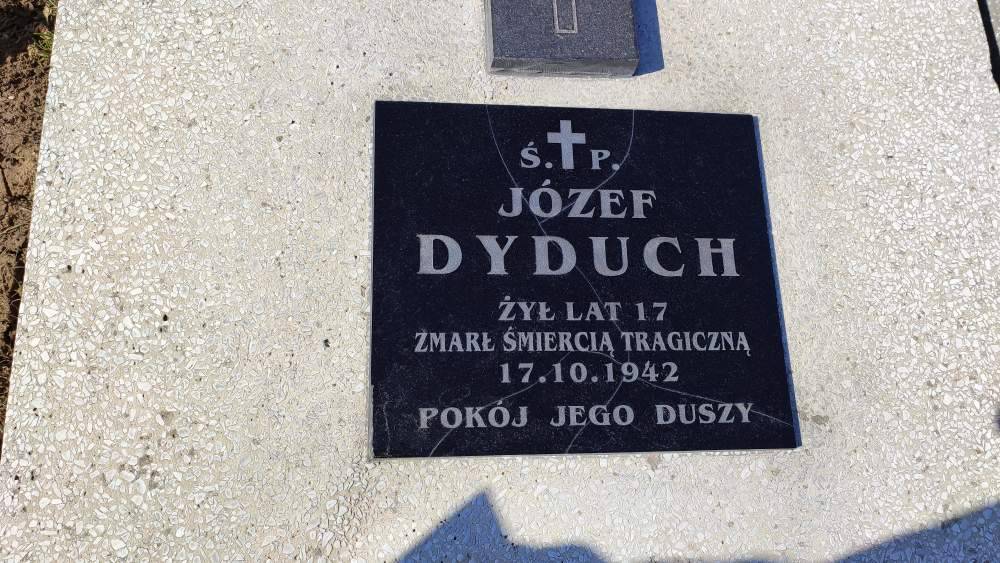 Ś.P.
JÓZEF
DYDUCH
ŻYŁ LAT 17
ZMARŁ ŚMIERCIĄ TRAGICZNĄ
17.10.1942
POKÓJ JEGO DUSZY